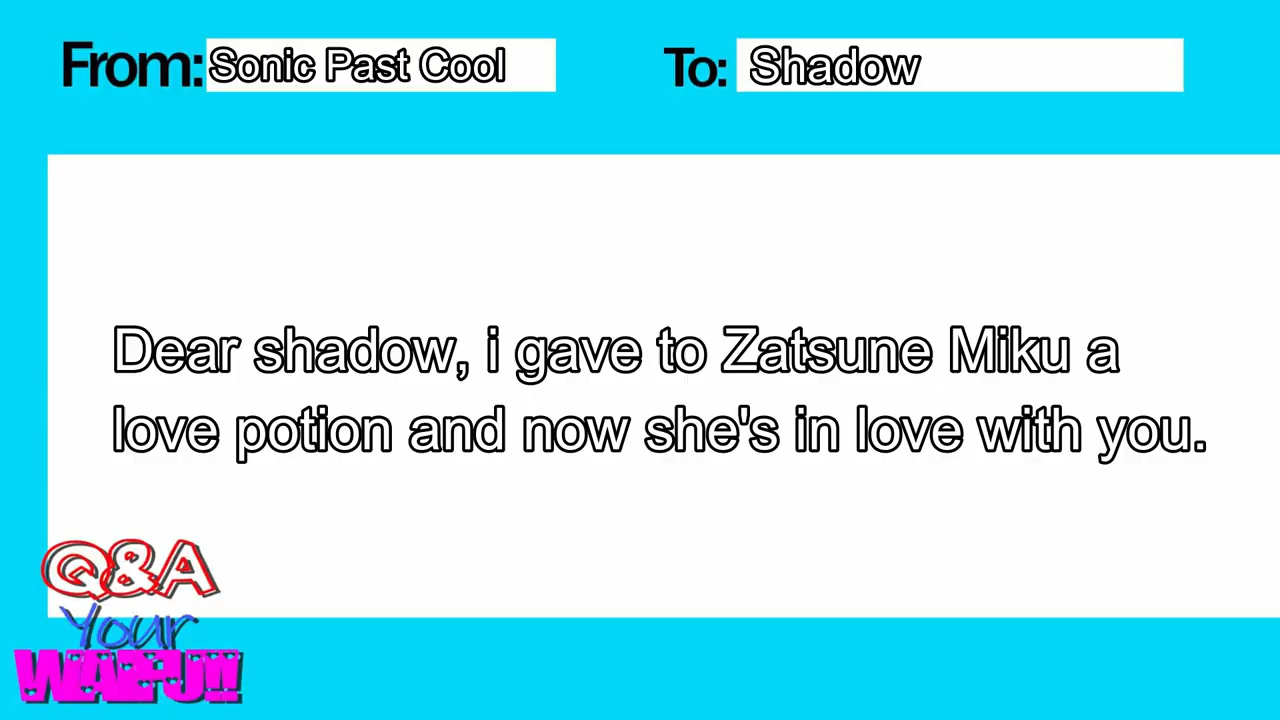 From: Sonic Past Cool
To: Shadow
Dear shadow, i gave to Zatsune Miku a
love potion and now she's in love with you.
Q&A
Your
WAIFU!!